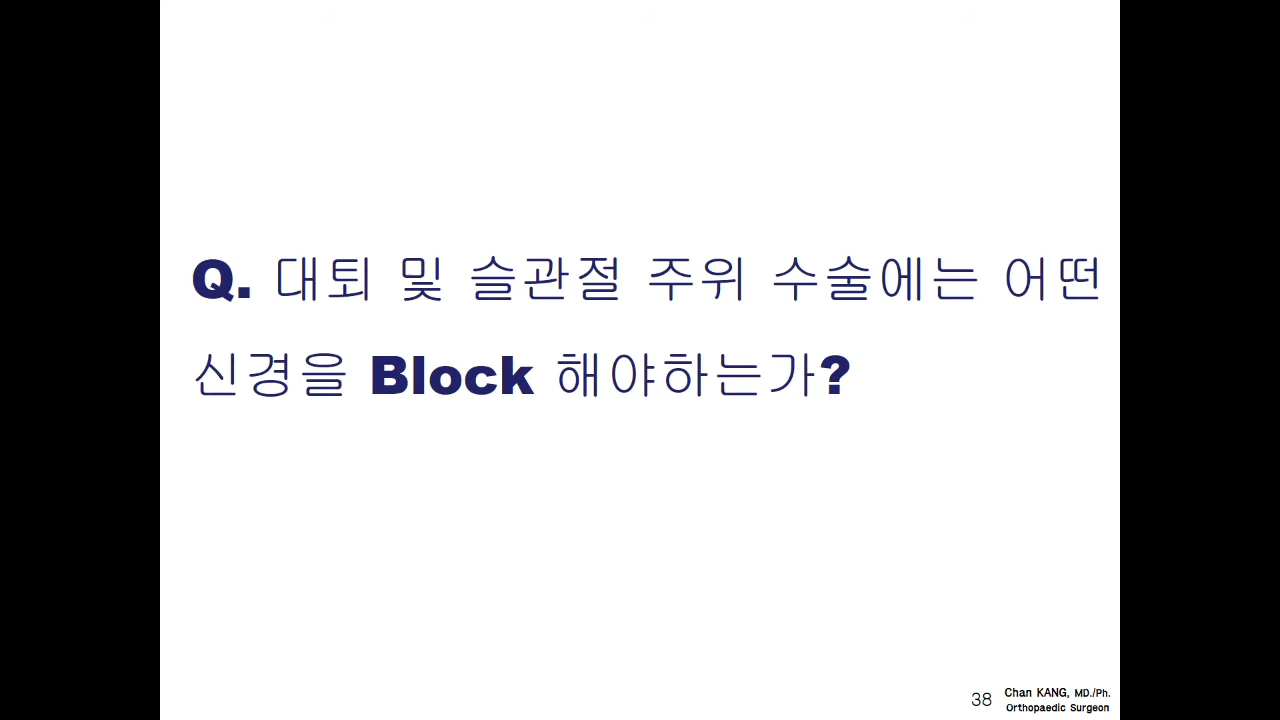 Q. 대퇴 및 슬관절 주위 수술에는 어떤
신경을 Block 해야하는가?
38
Chan KANG, MD./Ph.
Orthopaedic Surgeon